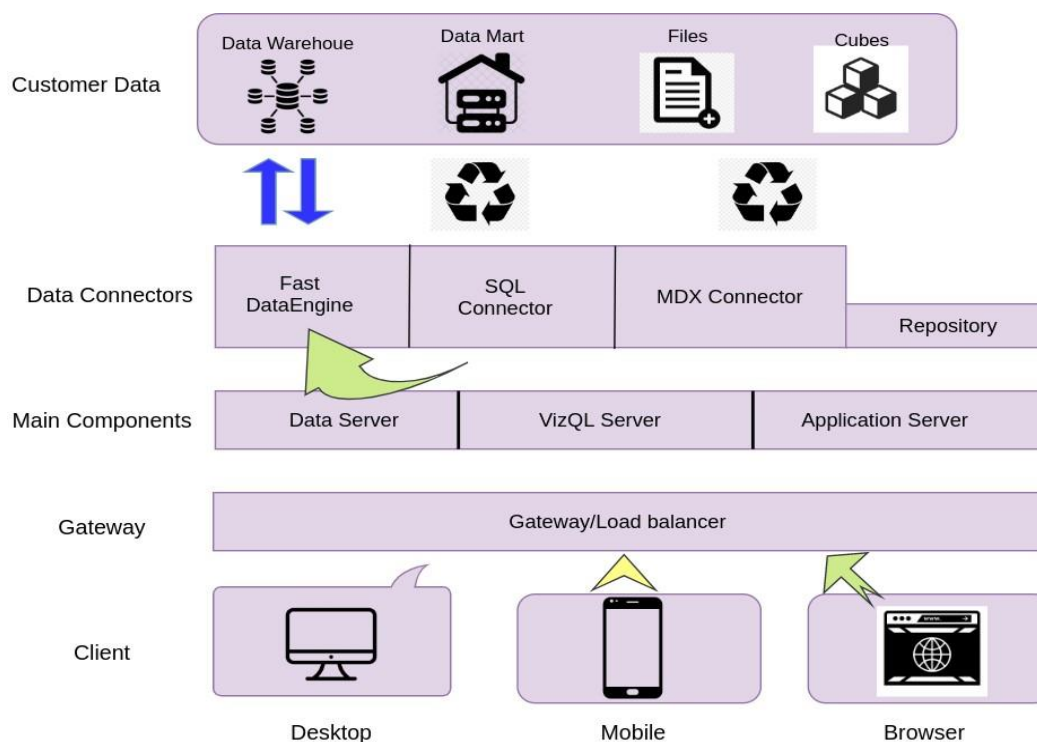 Data Warehoue
Data Mart
Files
Cubes
Customer Data
Data Connectors
Fast
DataEngine
SQL
Connector
MDX Connector
Repository
Main Components
Data Server
VizQL Server
Application Server
Gateway
Gateway/Load balancer
Client
www.
Desktop
Mobile
Browser